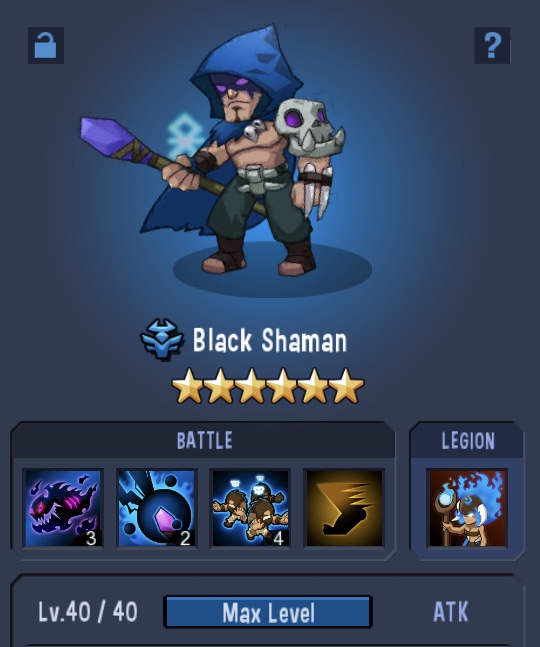 ?
Black Shaman
BATTLE
LEGION
3
2
4
Lv.40 / 40
Max Level
ATK